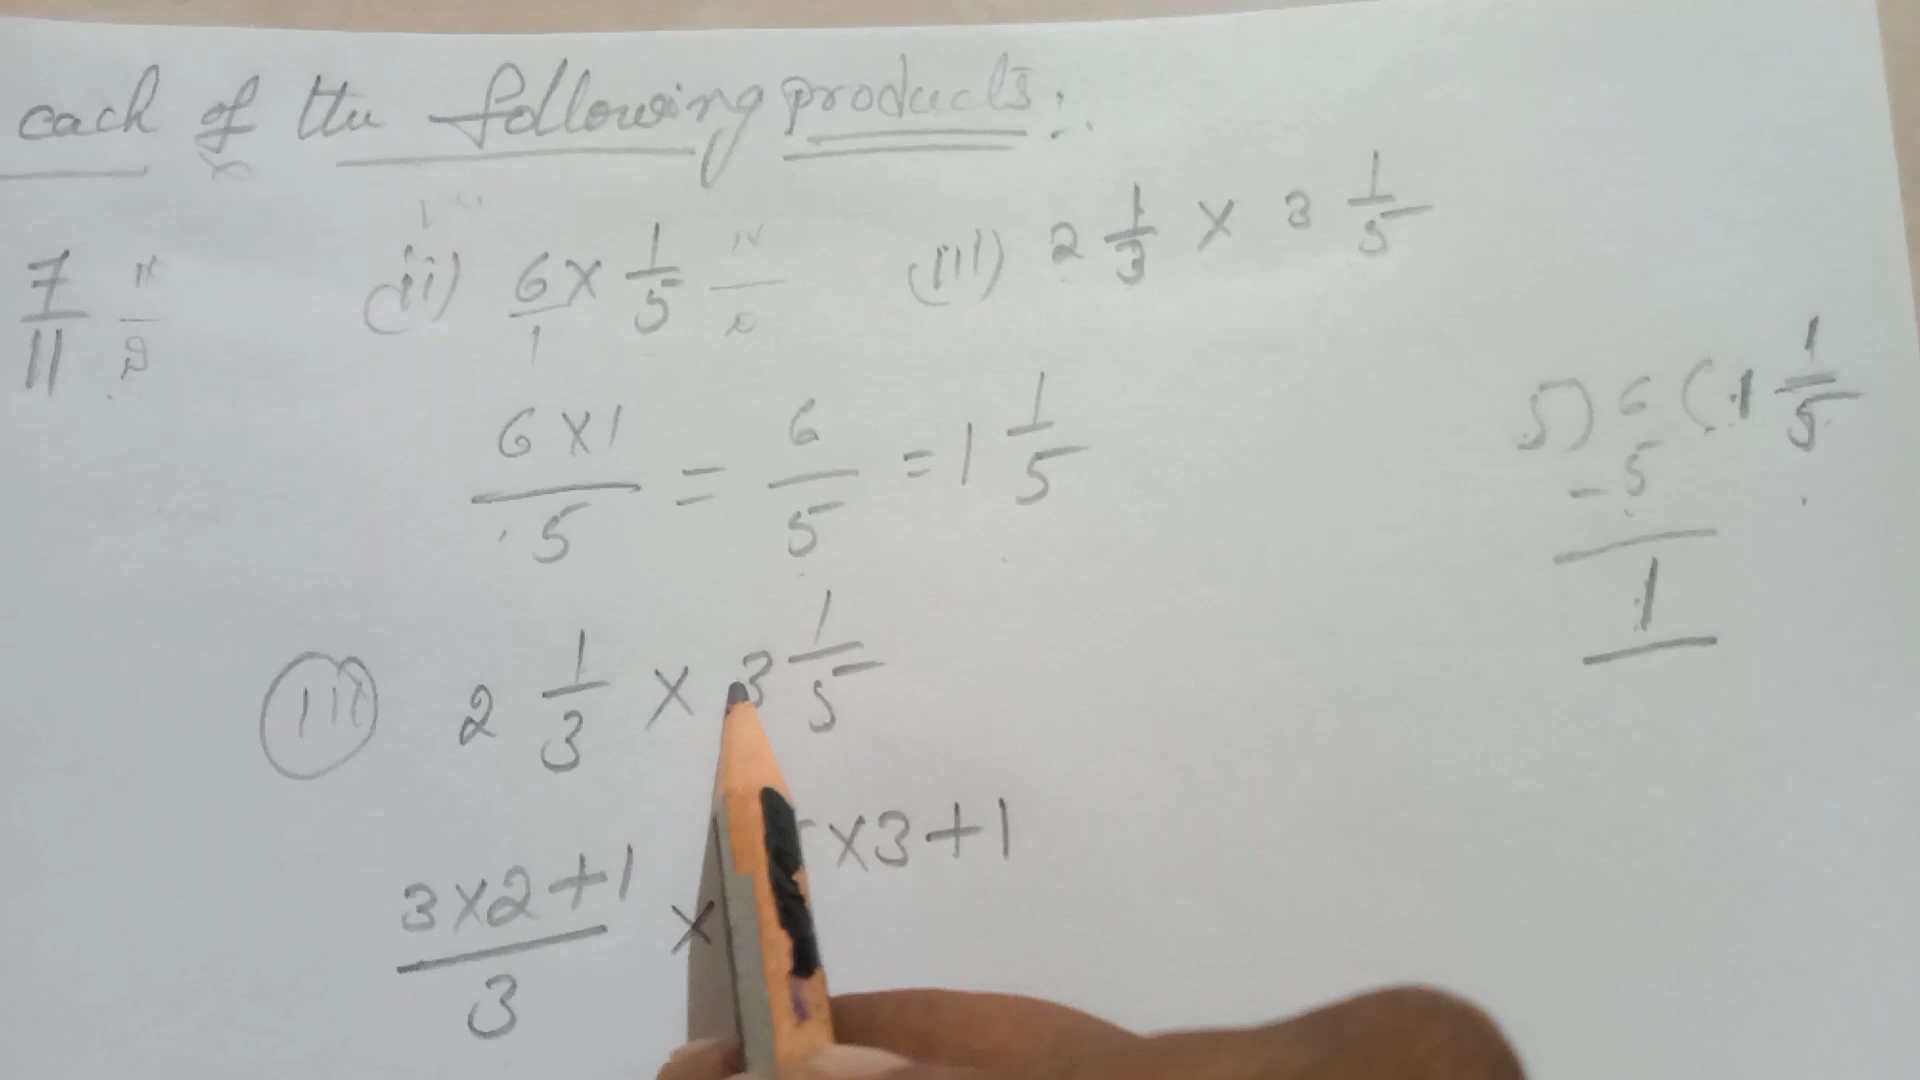 each of the following products:
7/11 N/D (ii) 6/1 × 1/5 N/D (iii) 2 1/3 × 3 1/5
6×1/5 = 6/5 = 1 1/5
5) 6 (1 1/5
- 5
1
(iii) 2 1/3 × 3 1/5
3×2+1/3 × ×3+1